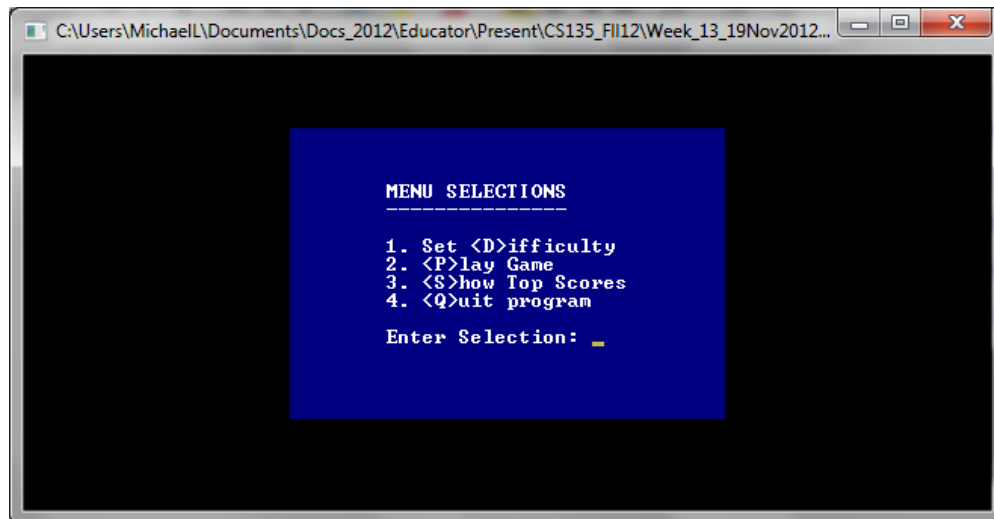 C:\Users\MichaelL\Documents\Docs_2012\Educator\Present\CS135_Fll12\Week_13_19Nov2012...
MENU SELECTIONS
---------------
1. Set <D>ifficulty
2. <P>lay Game
3. <S>how Top Scores
4. <Q>uit program
Enter Selection: _